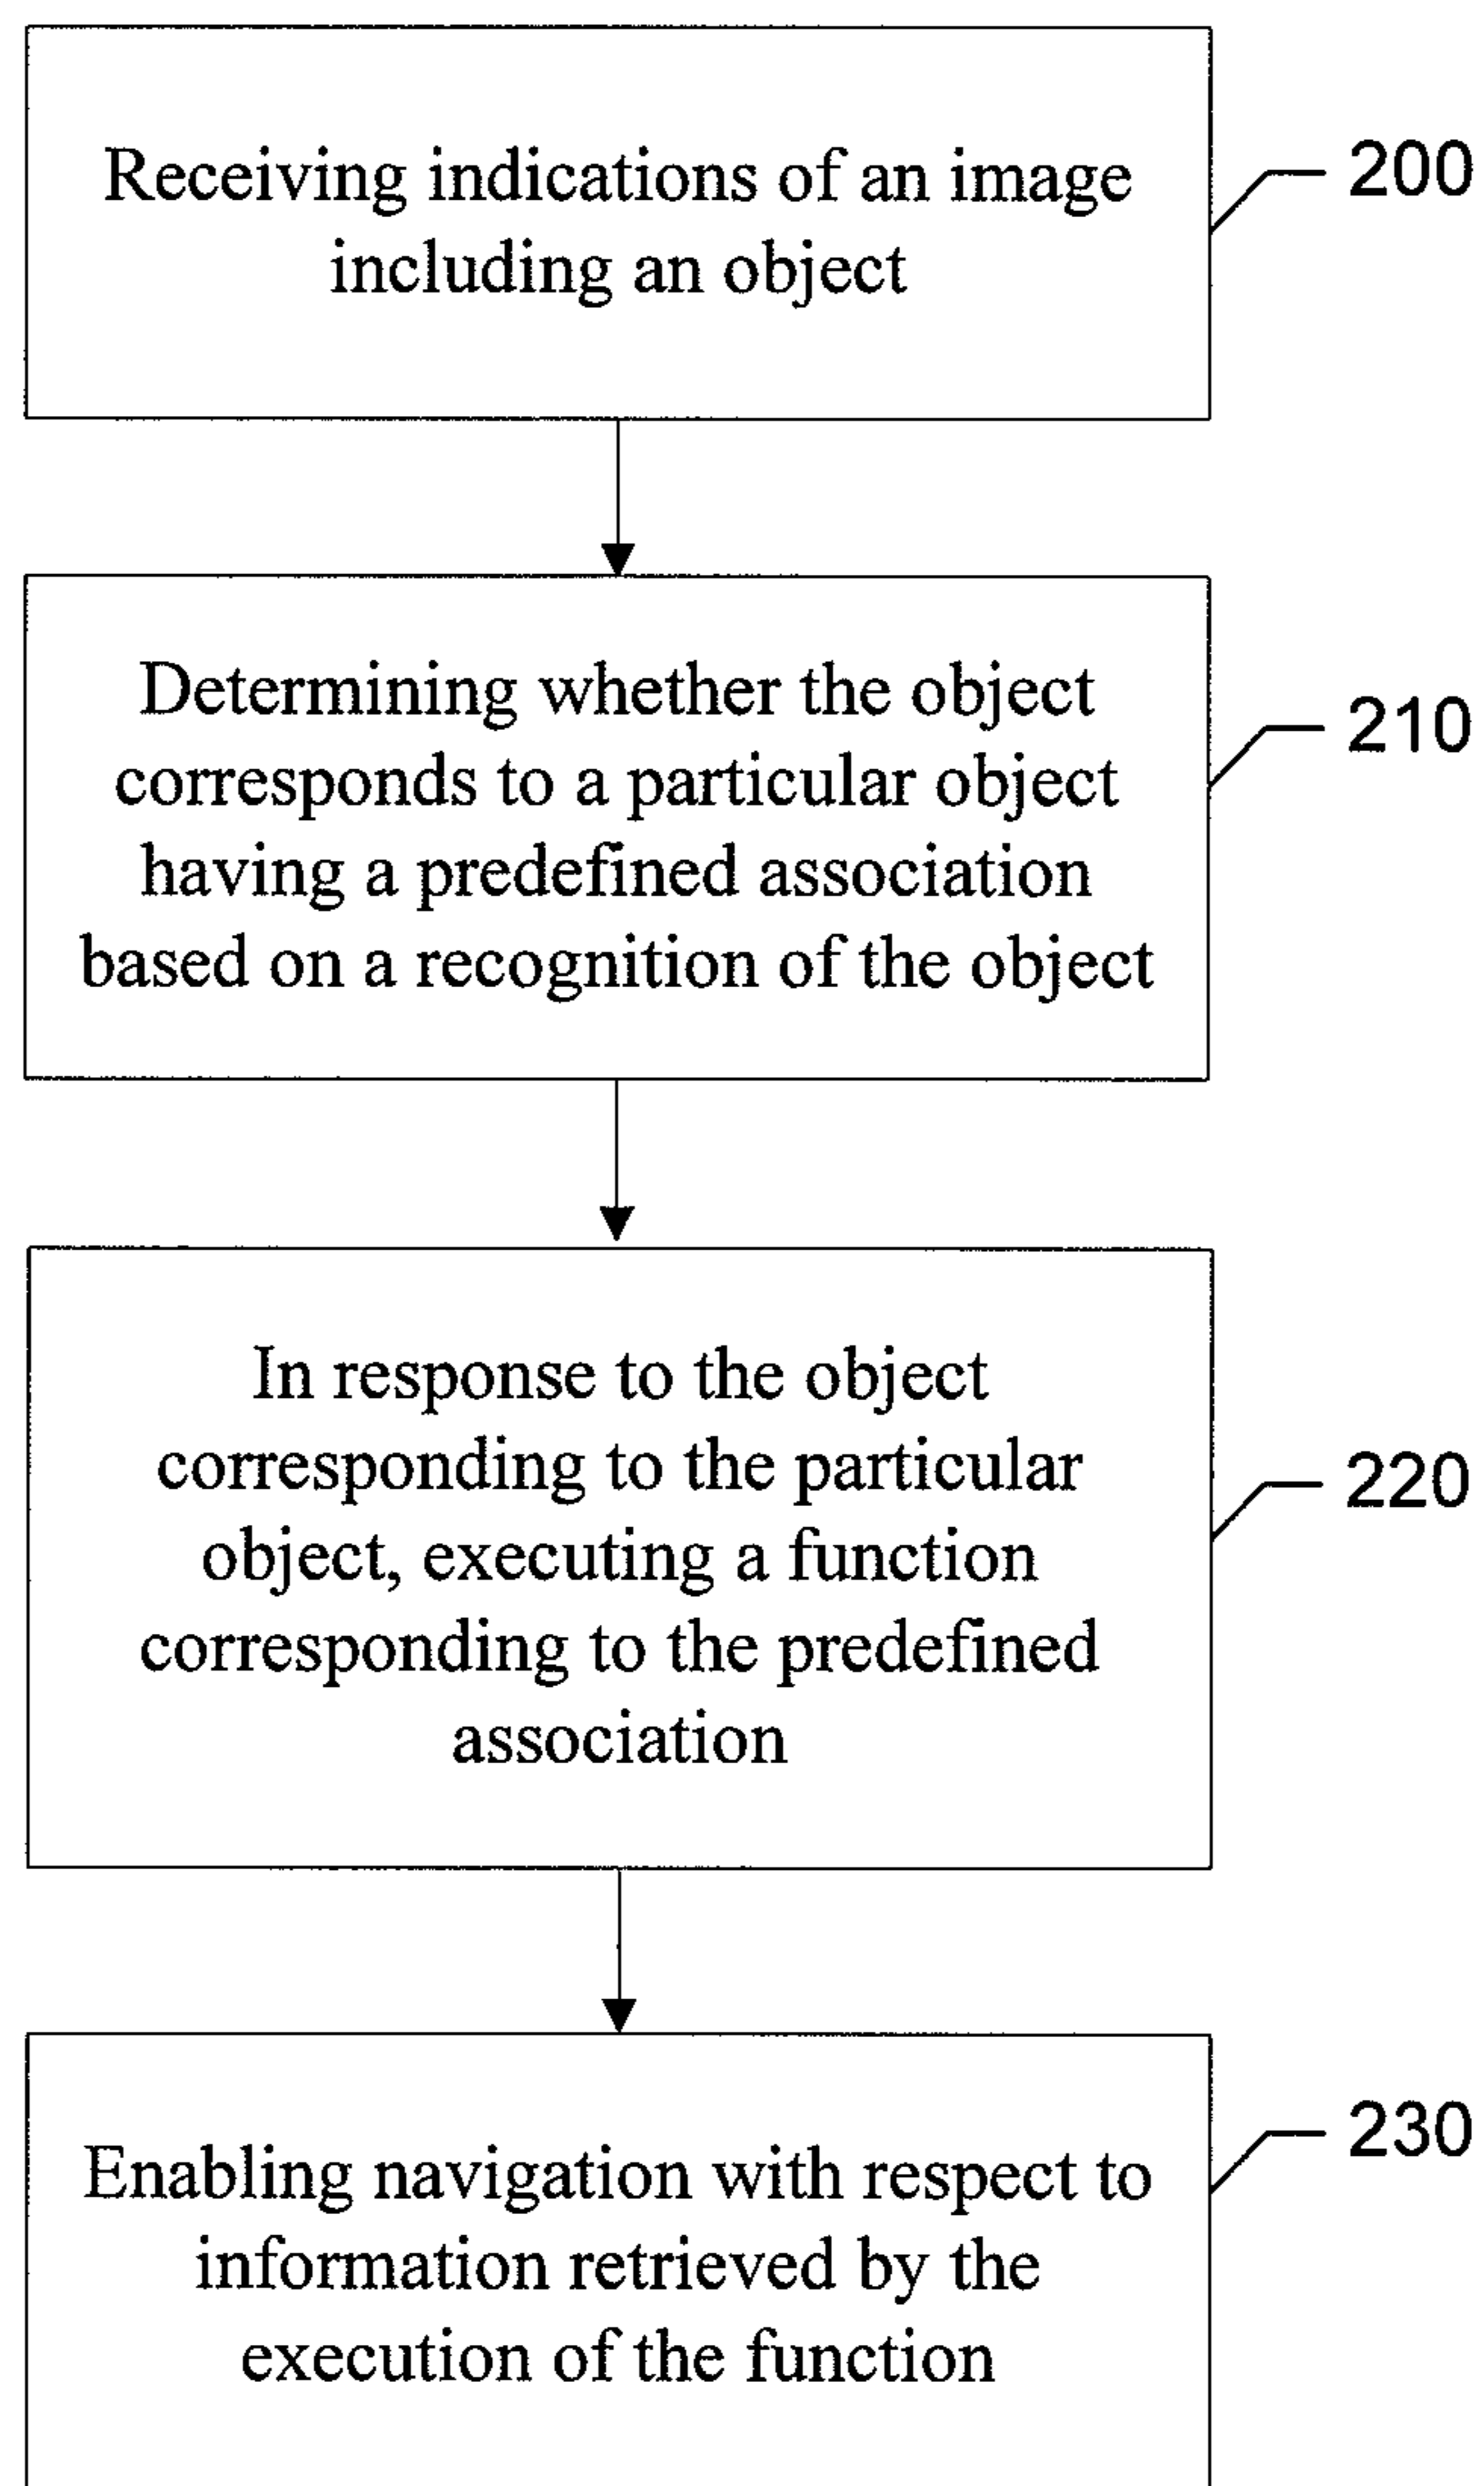 Receiving indications of an image
including an object
200
Determining whether the object
corresponds to a particular object
having a predefined association
based on a recognition of the object
210
In response to the object
corresponding to the particular
object, executing a function
corresponding to the predefined
association
220
Enabling navigation with respect to
information retrieved by the
execution of the function
230